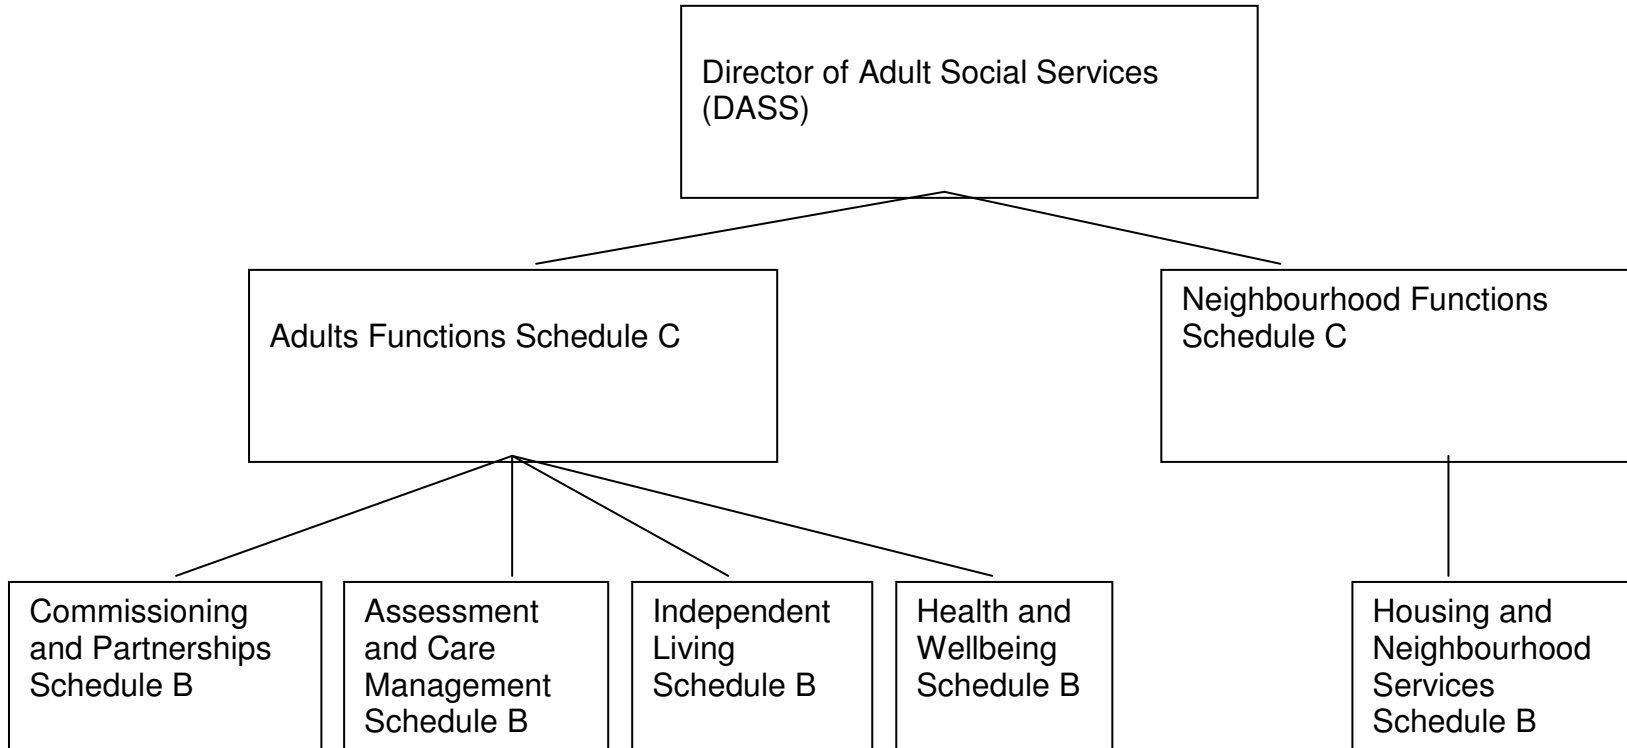 Director of Adult Social Services
(DASS)
Adults Functions Schedule C
Neighbourhood Functions
Schedule C
Commissioning
and Partnerships
Schedule B
Assessment
and Care
Management
Schedule B
Independent
Living
Schedule B
Health and
Wellbeing
Schedule B
Housing and
Neighbourhood
Services
Schedule B